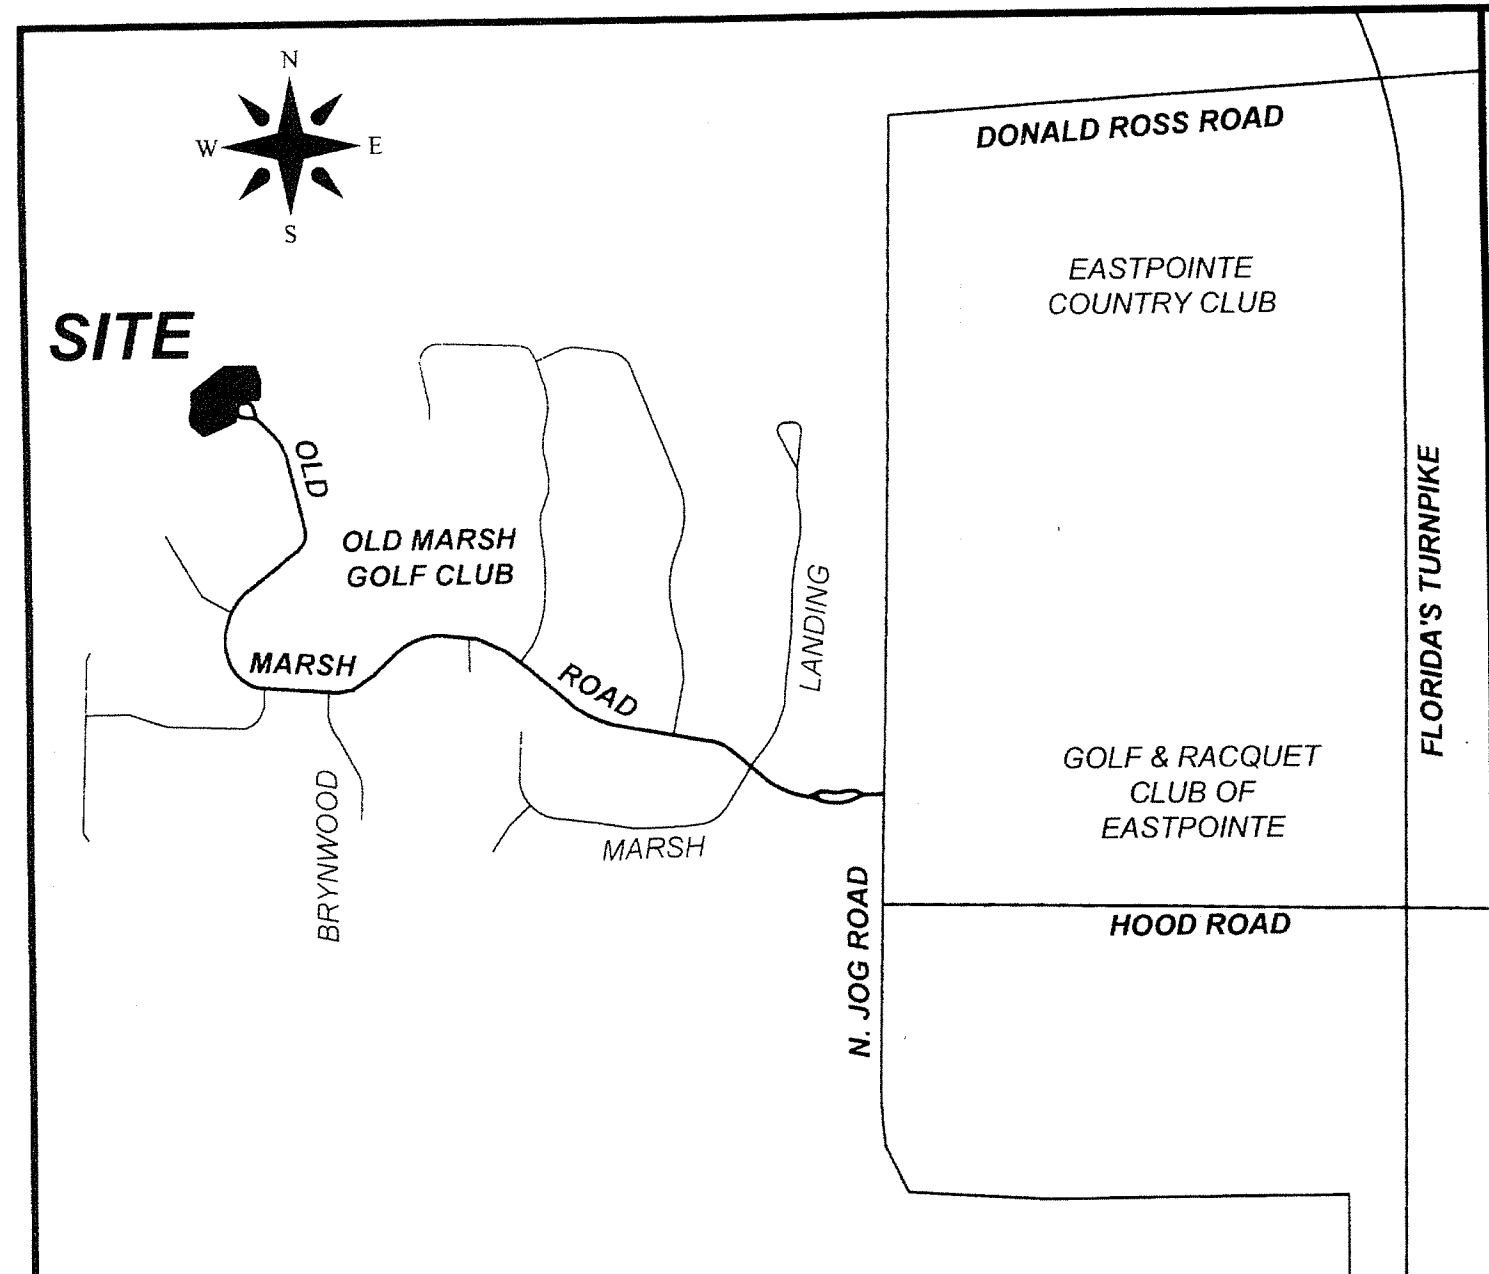 N
W
E
S
DONALD ROSS ROAD
EASTPOINTE
COUNTRY CLUB
SITE
OLD
OLD MARSH
GOLF CLUB
MARSH
ROAD
LANDING
FLORIDA'S TURNPIKE
BRYNWOOD
MARSH
GOLF & RACQUET
CLUB OF
EASTPOINTE
N. JOG ROAD
HOOD ROAD